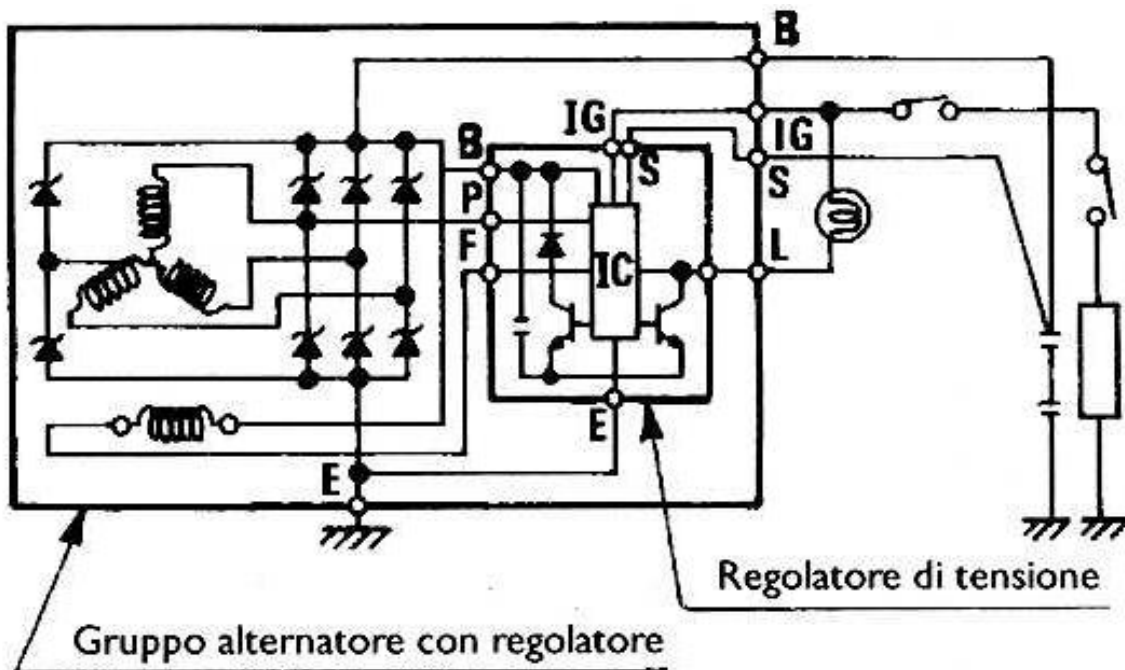 B
IG
IG
B
S
S
P
F
IC
L
E
E
Regolatore di tensione
Gruppo alternatore con regolatore